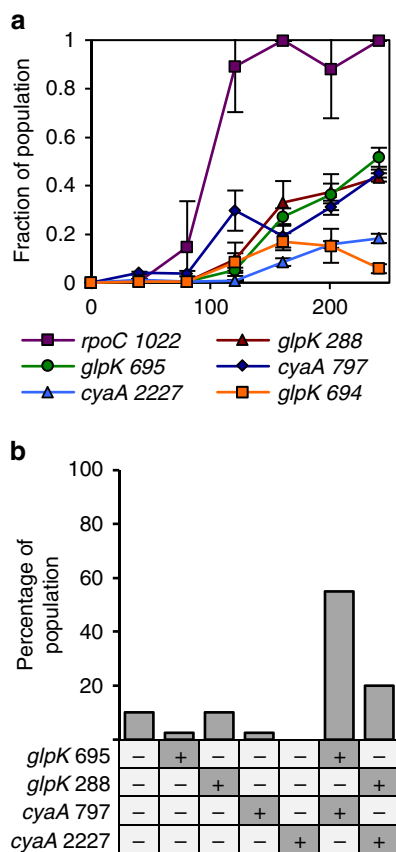 a
Fraction of population
1
0.8
0.6
0.4
0.2
0
0 100 200
rpoC 1022 glpK 288
glpK 695 cyaA 797
cyaA 2227 glpK 694
b
Percentage of
population
100
80
60
40
20
glpK 695 – + – – – + –
glpK 288 – – + – – – +
cyaA 797 – – – + – + –
cyaA 2227 – – – – + – +